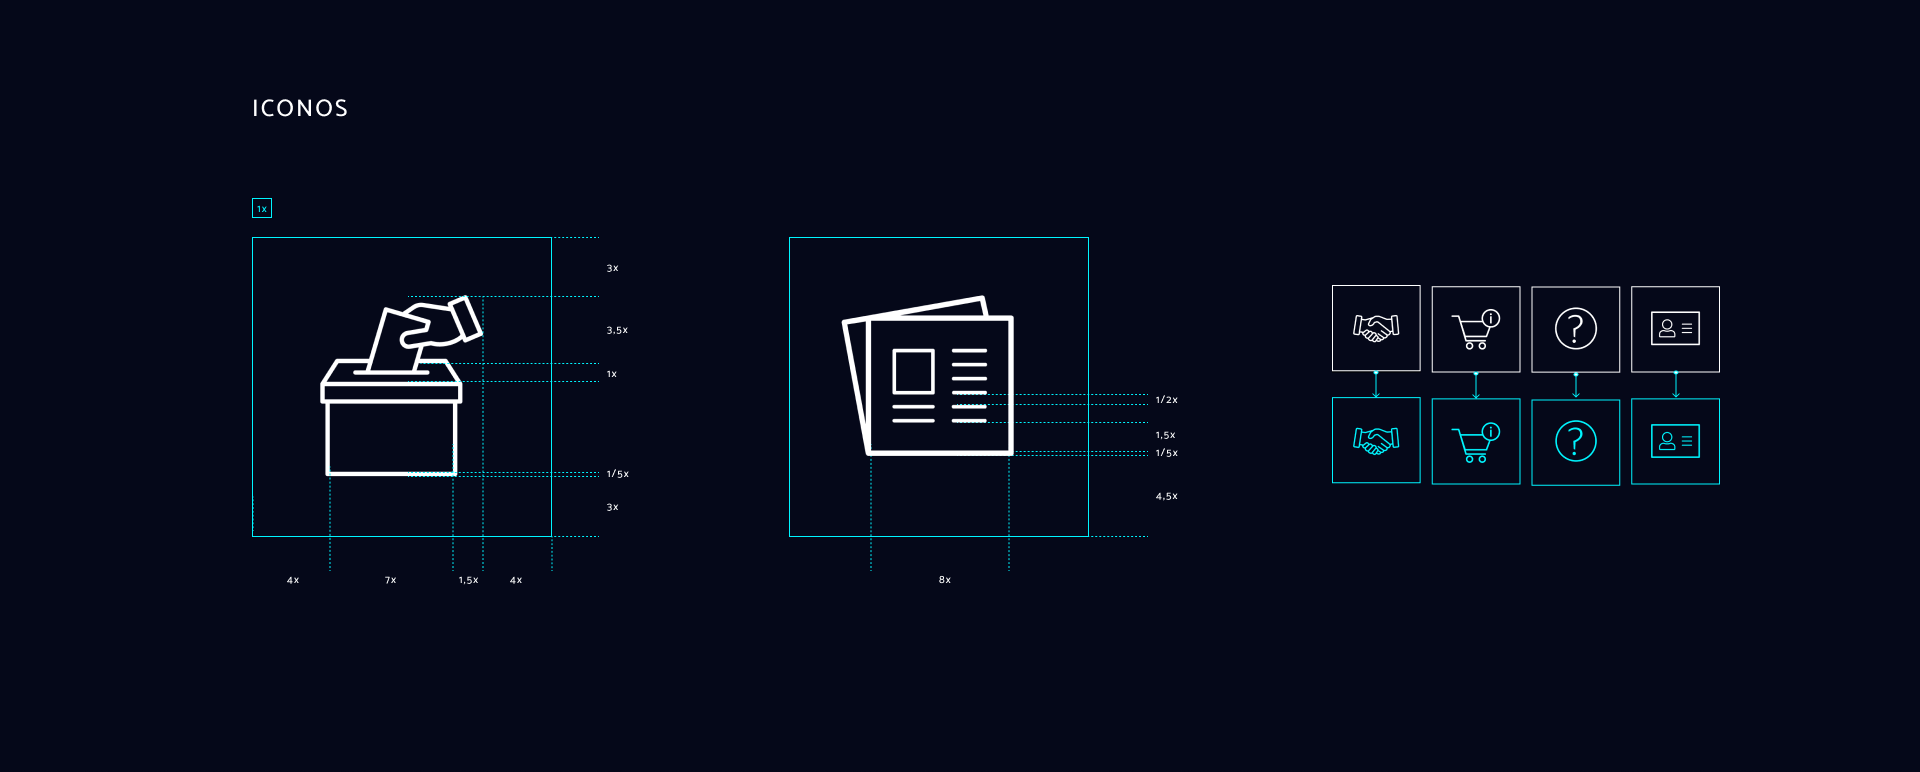 ICONOS
1x
3x
3,5x
1x
1/5x
3x
4x 7x 1,5x 4x
1/2x
1,5x
1/5x
4,5x
8x
i
?
i
?